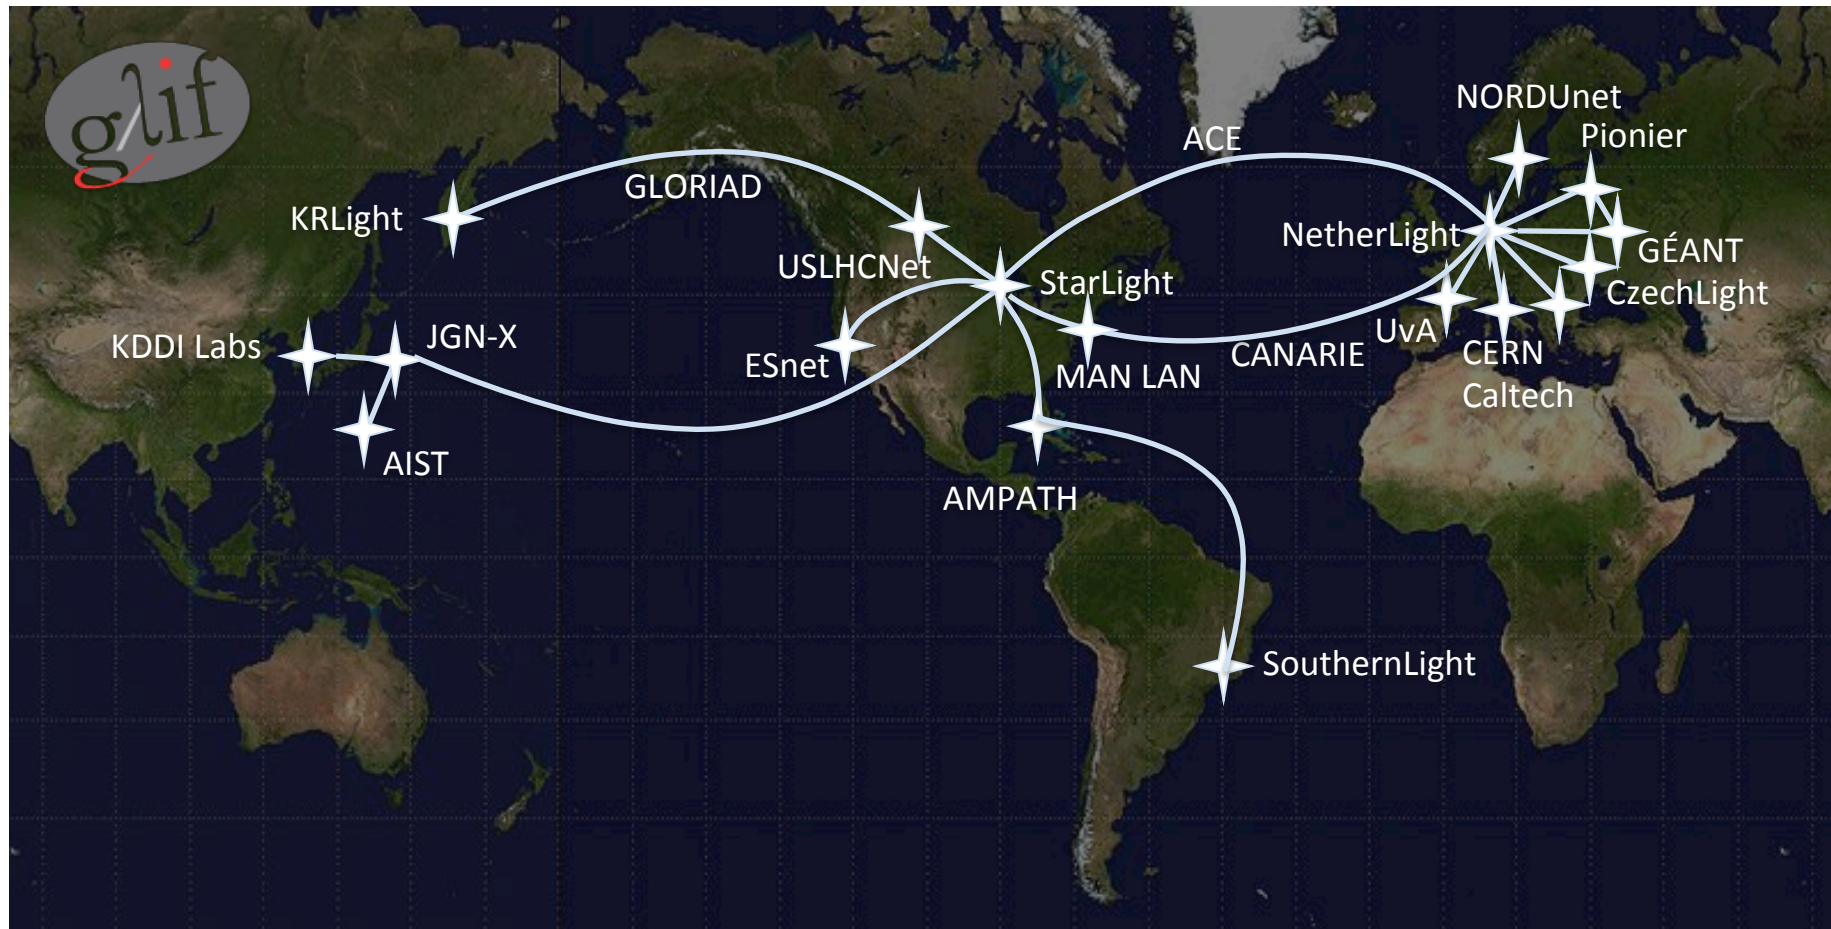 glif
NORDUnet
Pionier
ACE
GLORIAD
KRLight
NetherLight
GÉANT
USLHCNet
StarLight
CzechLight
KDDI Labs
JGN-X
UvA
CERN
Caltech
CANARIE
ESnet
MAN LAN
AIST
AMPATH
SouthernLight